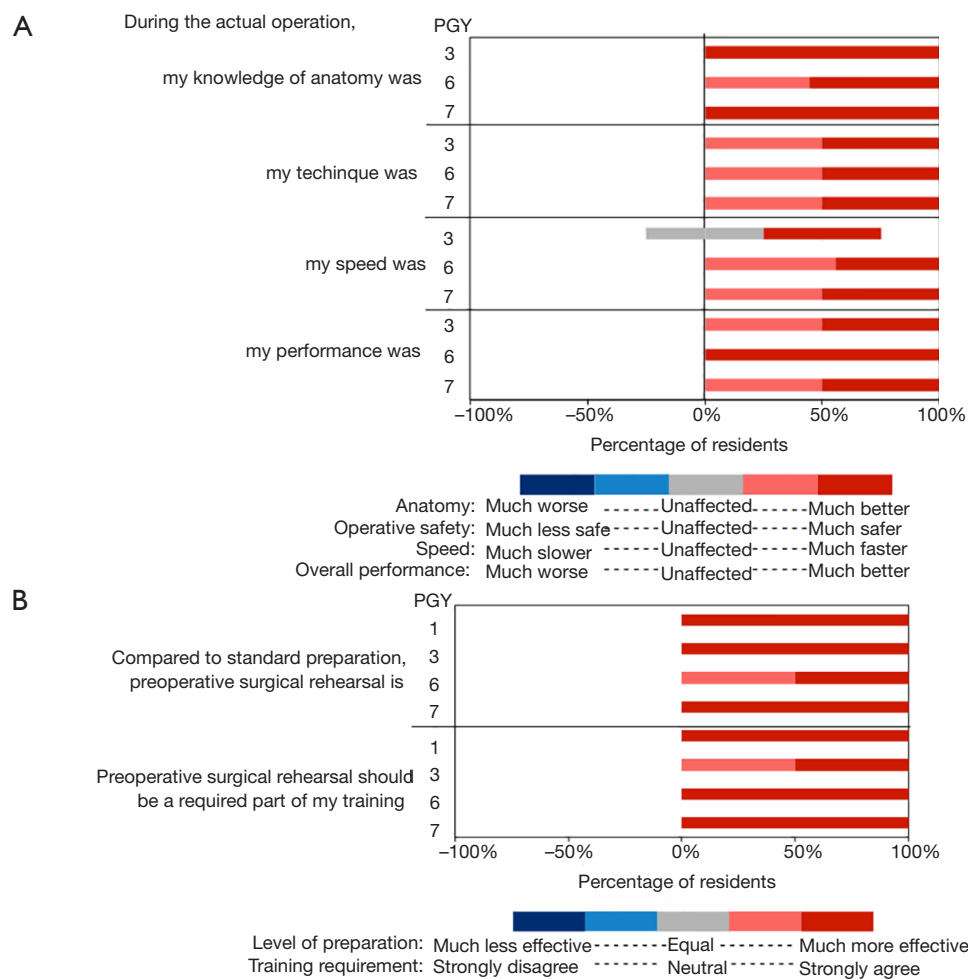 A
During the actual operation,
PGY
my knowledge of anatomy was
3
6
7
my techinque was
3
6
7
my speed was
3
6
7
my performance was
3
6
7
–100% –50% 0% 50% 100%
Percentage of residents
Anatomy: Much worse ------ Unaffected ------ Much better
Operative safety: Much less safe ------ Unaffected ------ Much safer
Speed: Much slower ------ Unaffected ------ Much faster
Overall performance: Much worse ------ Unaffected ------ Much better
B
PGY
Compared to standard preparation,
preoperative surgical rehearsal is
1
3
6
7
Preoperative surgical rehearsal should
be a required part of my training
1
3
6
7
–100% –50% 0% 50% 100%
Percentage of residents
Level of preparation: Much less effective ------ Equal ------ Much more effective
Training requirement: Strongly disagree ------ Neutral ------ Strongly agree